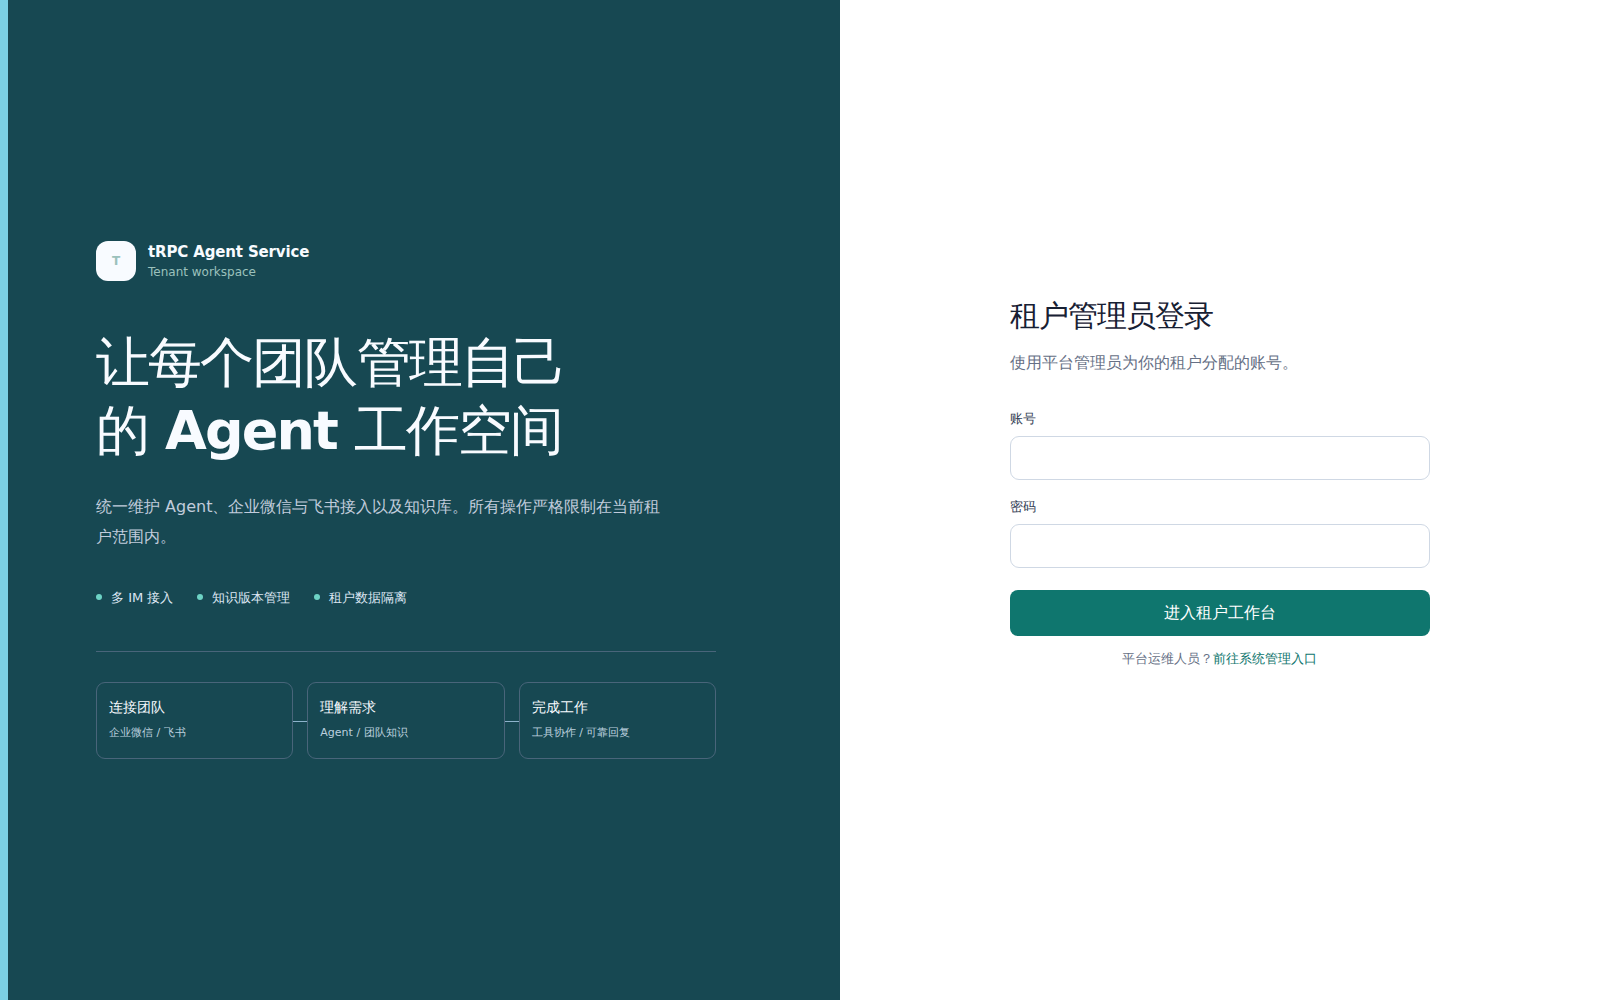 T
tRPC Agent Service
Tenant workspace
让每个团队管理自己
的 Agent 工作空间
统一维护 Agent、企业微信与飞书接入以及知识库。所有操作严格限制在当前租
户范围内。
多 IM 接入
知识版本管理
租户数据隔离
连接团队
企业微信 / 飞书
理解需求
Agent / 团队知识
完成工作
工具协作 / 可靠回复
租户管理员登录
使用平台管理员为你的租户分配的账号。
账号
密码
进入租户工作台
平台运维人员？前往系统管理入口